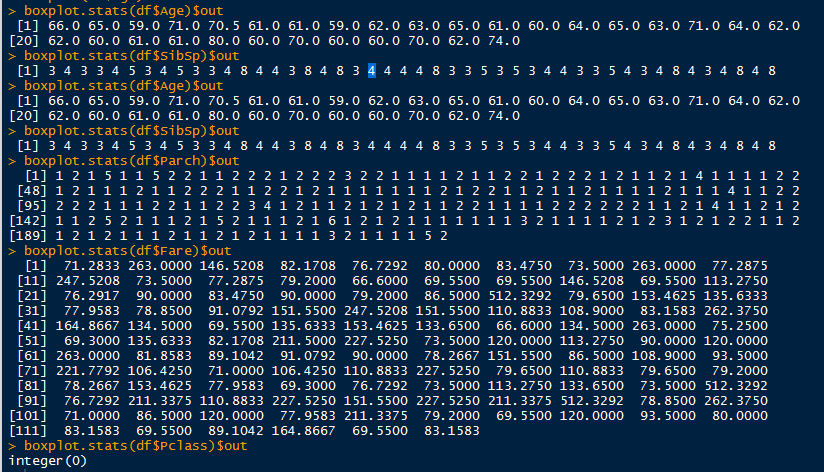 > boxplot.stats(df$Age)$out
[1] 66.0 65.0 59.0 71.0 70.5 61.0 61.0 59.0 62.0 63.0 65.0 61.0 60.0 64.0 65.0 63.0 71.0 64.0 62.0
[20] 62.0 60.0 61.0 61.0 80.0 60.0 70.0 60.0 60.0 70.0 62.0 74.0
> boxplot.stats(df$SibSp)$out
[1] 3 4 3 3 4 5 3 4 5 3 3 4 8 4 4 3 8 4 8 3 4 4 4 4 8 3 3 5 3 5 3 4 4 3 3 5 4 3 4 8 4 3 4 8 4 8
> boxplot.stats(df$Age)$out
[1] 66.0 65.0 59.0 71.0 70.5 61.0 61.0 59.0 62.0 63.0 65.0 61.0 60.0 64.0 65.0 63.0 71.0 64.0 62.0
[20] 62.0 60.0 61.0 61.0 80.0 60.0 70.0 60.0 60.0 70.0 62.0 74.0
> boxplot.stats(df$SibSp)$out
[1] 3 4 3 3 4 5 3 4 5 3 3 4 8 4 4 3 8 4 8 3 4 4 4 4 8 3 3 5 3 5 3 4 4 3 3 5 4 3 4 8 4 3 4 8 4 8
> boxplot.stats(df$Parch)$out
[1] 1 2 1 5 1 1 5 2 2 1 1 2 2 2 1 2 2 2 3 2 2 1 1 1 1 2 1 1 2 2 1 2 2 2 1 2 1 1 2 1 4 1 1 1 1 2 2
[48] 1 2 1 1 1 2 1 1 2 2 2 1 1 2 2 1 2 1 1 1 1 1 1 1 2 1 2 2 1 1 2 1 1 2 1 1 1 2 1 1 1 4 1 1 2 2
[95] 2 2 2 1 1 1 2 2 1 1 2 2 3 4 1 2 1 1 2 1 2 1 2 1 1 1 2 1 1 1 2 2 2 2 2 2 1 1 2 1 4 1 1 2 1 2
[142] 1 1 2 5 2 1 1 1 2 1 5 2 1 1 1 2 1 6 1 2 1 2 1 1 1 1 1 1 1 3 2 1 1 1 1 2 1 2 3 1 2 1 2 2 1 2
[189] 1 1 2 1 2 1 1 1 2 1 1 2 1 2 1 1 1 1 3 2 1 1 1 1 5 2
> boxplot.stats(df$Fare)$out
[1] 71.2833 263.0000 146.5208 82.1708 76.7292 80.0000 83.4750 73.5000 263.0000 77.2875
[11] 247.5208 73.5000 77.2875 79.2000 66.6000 69.5500 69.5500 146.5208 69.5500 113.2750
[21] 76.2917 90.0000 83.4750 90.0000 79.2000 86.5000 512.3292 79.6500 153.4625 135.6333
[31] 77.9583 78.8500 91.0792 151.5500 247.5208 151.5500 110.8833 108.9000 83.1583 262.3750
[41] 164.8667 134.5000 69.5500 135.6333 153.4625 133.6500 66.6000 134.5000 263.0000 75.2500
[51] 69.3000 135.6333 82.1708 211.5000 227.5250 73.5000 120.0000 113.2750 90.0000 120.0000
[61] 263.0000 81.8583 89.1042 91.0792 90.0000 78.2667 151.5500 86.5000 108.9000 93.5000
[71] 221.7792 106.4250 71.0000 106.4250 110.8833 227.5250 79.6500 110.8833 79.6500 79.2000
[81] 78.2667 153.4625 77.9583 69.3000 76.7292 73.5000 113.2750 133.6500 73.5000 512.3292
[91] 76.7292 211.3375 110.8833 227.5250 151.5500 227.5250 211.3375 512.3292 78.8500 262.3750
[101] 71.0000 86.5000 120.0000 77.9583 211.3375 79.2000 69.5500 120.0000 93.5000 80.0000
[111] 83.1583 69.5500 89.1042 164.8667 69.5500 83.1583
> boxplot.stats(df$Pclass)$out
integer(0)